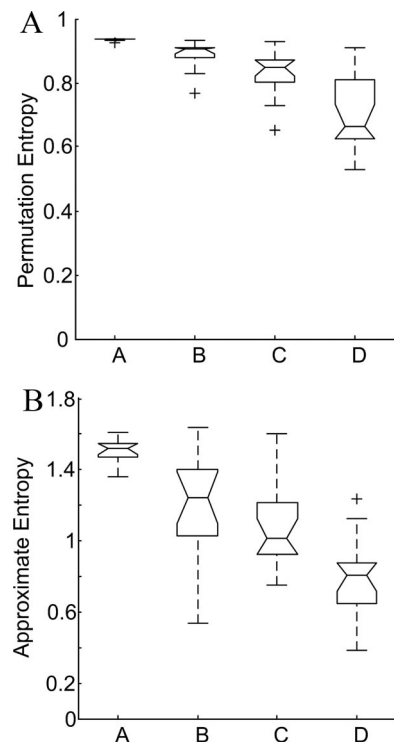 A
1
0.8
0.6
0.4
0.2
0
Permutation Entropy
A B C D
B
1.8
1.4
1
0.6
0.2
0
Approximate Entropy
A B C D